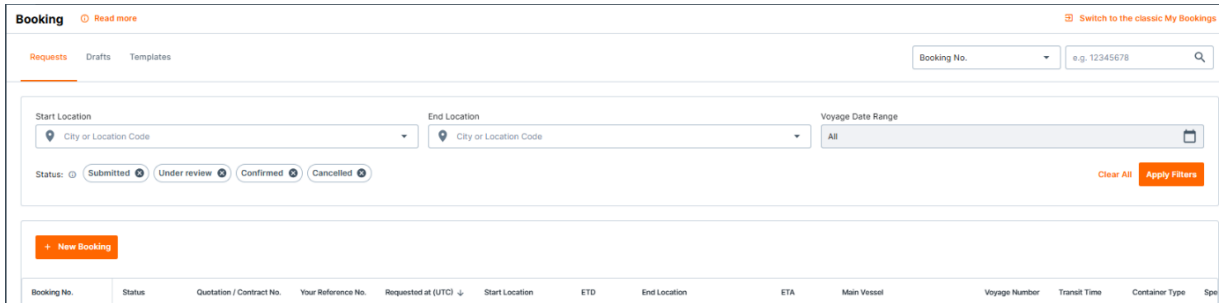 Booking Read more Switch to the classic My Bookings
Requests Drafts Templates Booking No. e.g. 12345678
Start Location End Location Voyage Date Range
City or Location Code City or Location Code All
Status: Submitted Under review Confirmed Cancelled Clear All Apply Filters
+ New Booking
Booking No. Status Quotation / Contract No. Your Reference No. Requested at (UTC) ↓ Start Location ETD End Location ETA Main Vessel Voyage Number Transit Time Container Type Spe